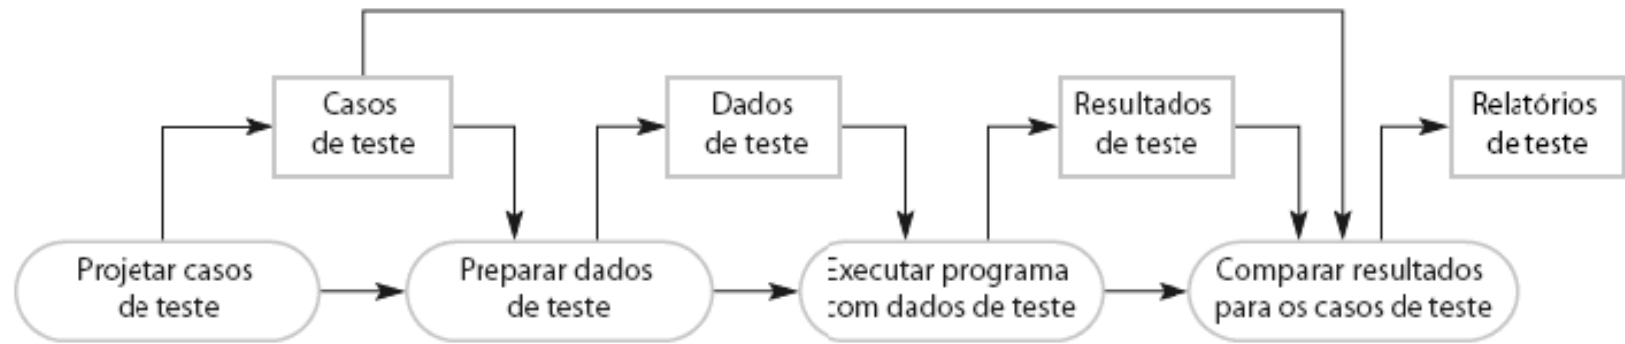 Casos
de teste
Dados
de teste
Resultados
de teste
Relatórios
de teste
Projetar casos
de teste
Preparar dados
de teste
Executar programa
com dados de teste
Comparar resultados
para os casos de teste